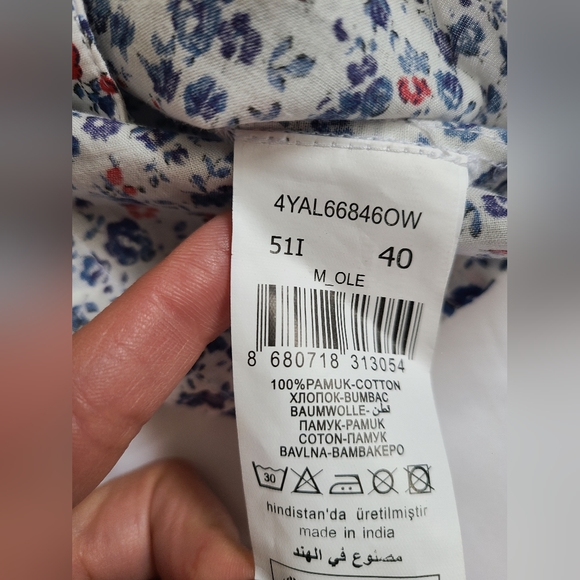 4YAL66846OW
51I 40
M_OLE
8 680718 313054
100%PAMUK-COTTON
ХЛОПОК-BUMBAC
BAUMWOLLE-قطن
ПАМУК-PAMUK
COTON-ПАМУК
BAVLNA-BAMBAKEPO
30
hindistan'da üretilmiştir
made in india
مصنوع في الهند